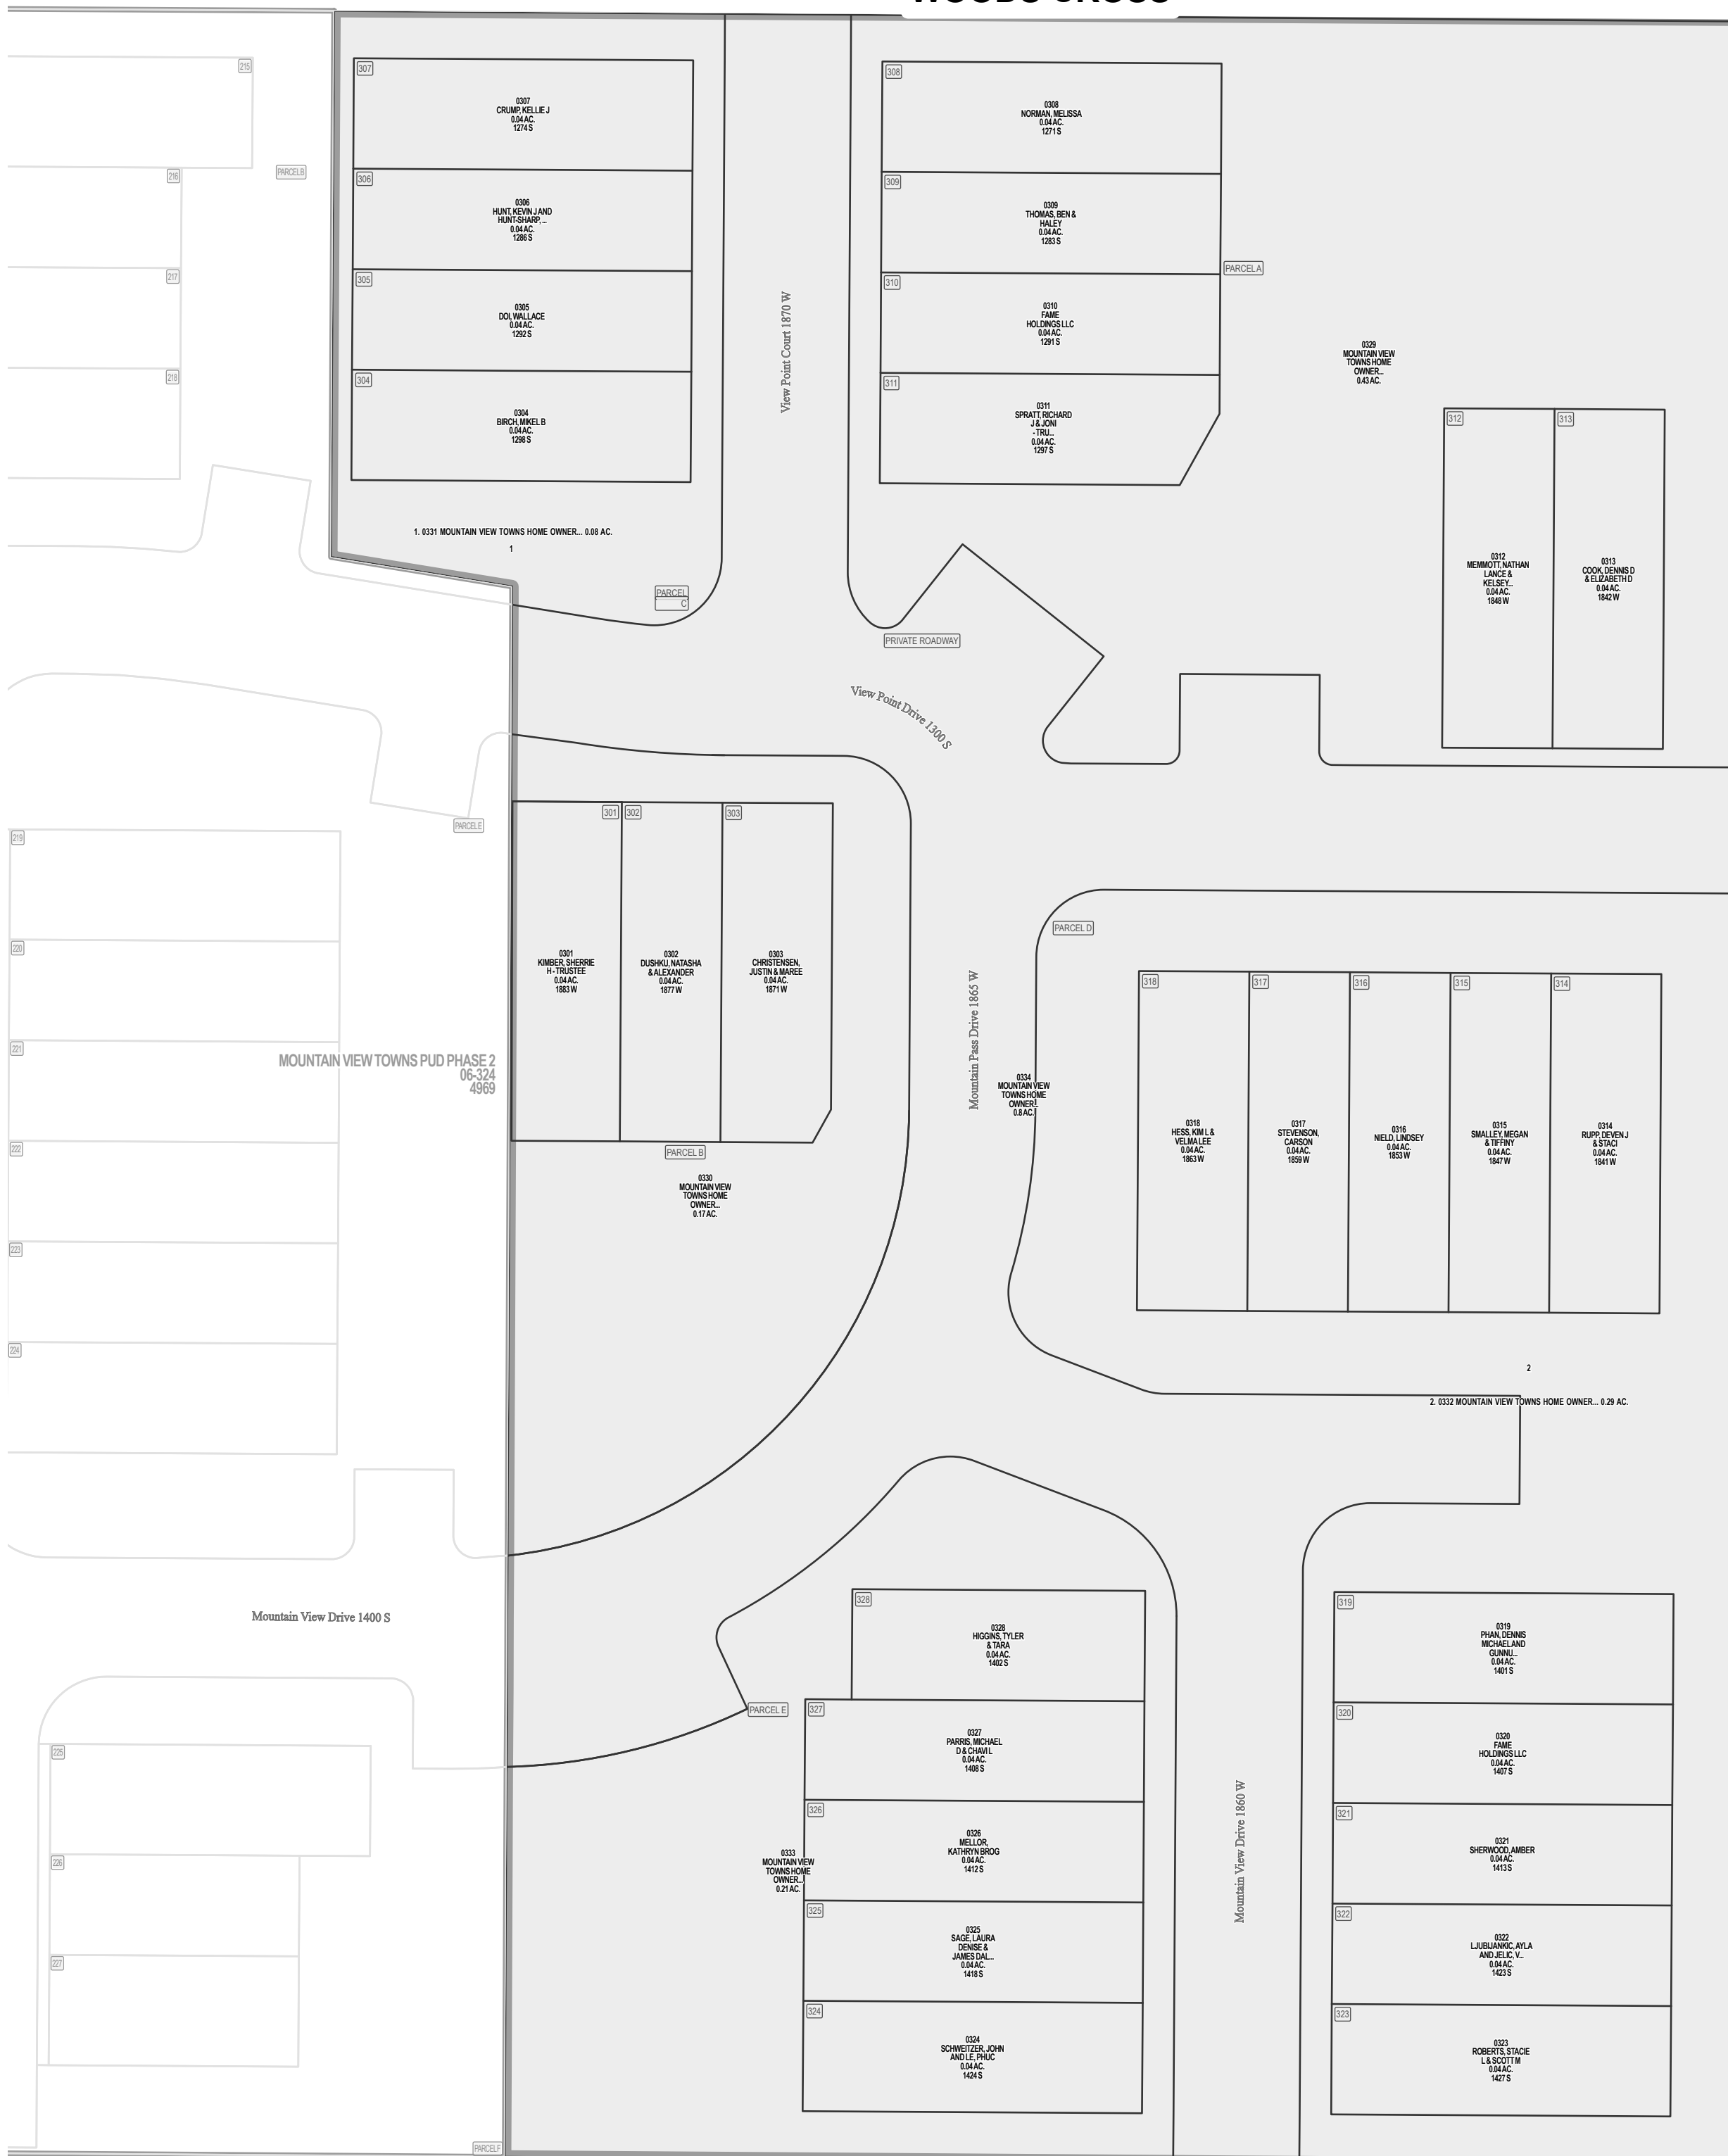 215
PARCEL B
216
217
218
307
0307
CRUMP, KELLIE J
0.04 AC.
1274 S
306
0306
HUNT, KEVIN J AND
HUNT-SHARP, ...
0.04 AC.
1286 S
305
0305
DOI, WALLACE
0.04 AC.
1292 S
304
0304
BIRCH, MIKEL B
0.04 AC.
1298 S
View Point Court 1870 W
308
0308
NORMAN, MELISSA
0.04 AC.
1271 S
309
0309
THOMAS, BEN &
HALEY
0.04 AC.
1283 S
PARCEL A
310
0310
FAME
HOLDINGS LLC
0.04 AC.
1291 S
311
0311
SPRATT, RICHARD
J & JONI
- TRU...
0.04 AC.
1297 S
0329
MOUNTAIN VIEW
TOWNS HOME
OWNER...
0.43 AC.
312
0312
MEMMOTT, NATHAN
LANCE &
KELSEY...
0.04 AC.
1848 W
313
0313
COOK, DENNIS D
& ELIZABETH D
0.04 AC.
1842 W
1. 0331 MOUNTAIN VIEW TOWNS HOME OWNER... 0.08 AC.
1
PARCEL
C
PRIVATE ROADWAY
View Point Drive 1300 S
PARCEL E
219
220
221
222
223
224
MOUNTAIN VIEW TOWNS PUD PHASE 2
06-324
4969
301
0301
KIMBER, SHERRIE
H - TRUSTEE
0.04 AC.
1883 W
302
0302
DUSHKU, NATASHA
& ALEXANDER
0.04 AC.
1877 W
303
0303
CHRISTENSEN,
JUSTIN & MAREE
0.04 AC.
1871 W
PARCEL B
0330
MOUNTAIN VIEW
TOWNS HOME
OWNER...
0.17 AC.
Mountain Pass Drive 1865 W
PARCEL D
0334
MOUNTAIN VIEW
TOWNS HOME
OWNER...
0.8 AC.
318
0318
HESS, KIM L &
VELMA LEE
0.04 AC.
1863 W
317
0317
STEVENSON,
CARSON
0.04 AC.
1859 W
316
0316
NIELD, LINDSEY
0.04 AC.
1853 W
315
0315
SMALLEY, MEGAN
& TIFFINY
0.04 AC.
1847 W
314
0314
RUPP, DEVEN J
& STACI
0.04 AC.
1841 W
2
2. 0332 MOUNTAIN VIEW TOWNS HOME OWNER... 0.29 AC.
Mountain View Drive 1400 S
225
226
227
PARCEL F
328
0328
HIGGINS, TYLER
& TARA
0.04 AC.
1402 S
PARCEL E
327
0327
PARRIS, MICHAEL
D & CHAVI L
0.04 AC.
1408 S
326
0326
MELLOR,
KATHRYN BROG
0.04 AC.
1412 S
0333
MOUNTAIN VIEW
TOWNS HOME
OWNER...
0.21 AC.
325
0325
SAGE, LAURA
DENISE &
JAMES DAL...
0.04 AC.
1418 S
324
0324
SCHWEITZER, JOHN
AND LE, PHUC
0.04 AC.
1424 S
Mountain View Drive 1860 W
319
0319
PHAN, DENNIS
MICHAEL AND
GUNNU...
0.04 AC.
1401 S
320
0320
FAME
HOLDINGS LLC
0.04 AC.
1407 S
321
0321
SHERWOOD, AMBER
0.04 AC.
1413 S
322
0322
LJUBIJANKIC, AYLA
AND JELIC, V...
0.04 AC.
1423 S
323
0323
ROBERTS, STACIE
L & SCOTT M
0.04 AC.
1427 S